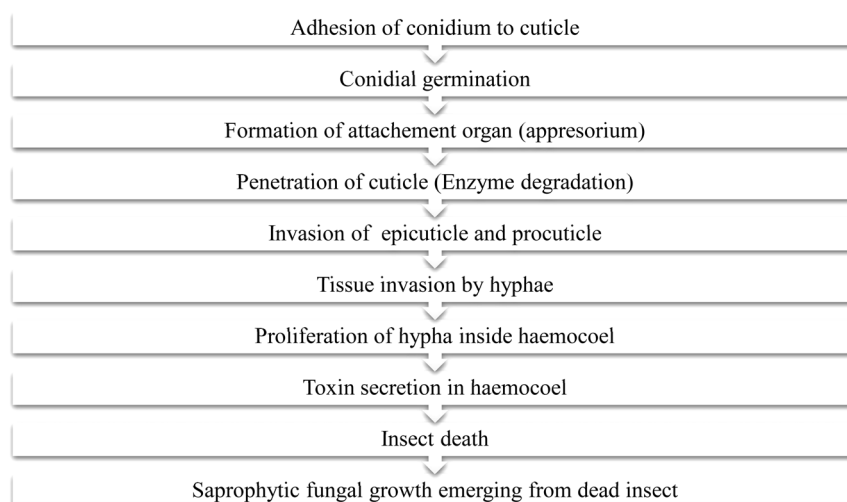 Adhesion of conidium to cuticle
Conidial germination
Formation of attachement organ (appresorium)
Penetration of cuticle (Enzyme degradation)
Invasion of epicuticle and procuticle
Tissue invasion by hyphae
Proliferation of hypha inside haemocoel
Toxin secretion in haemocoel
Insect death
Saprophytic fungal growth emerging from dead insect